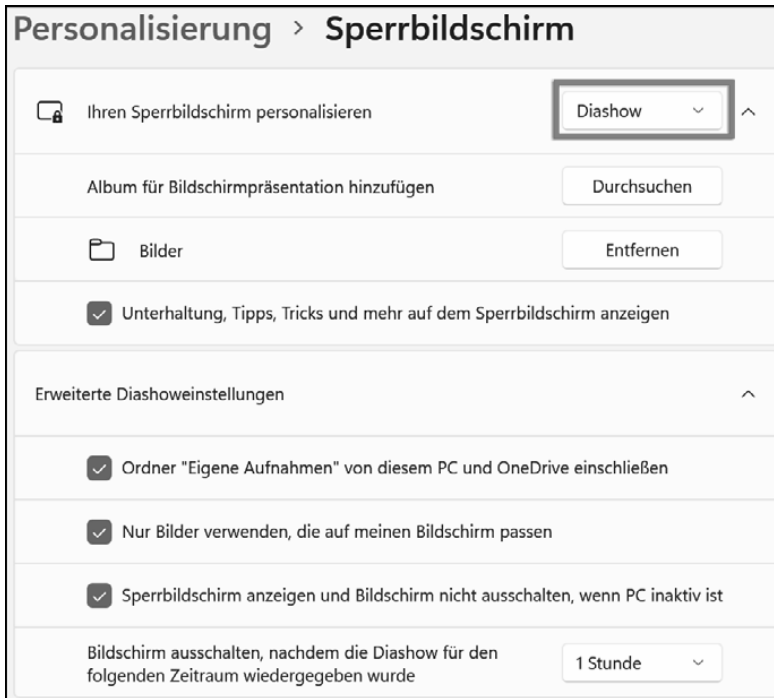 Personalisierung > Sperrbildschirm
Ihren Sperrbildschirm personalisieren
Diashow
Album für Bildschirmpräsentation hinzufügen
Durchsuchen
Bilder
Entfernen
Unterhaltung, Tipps, Tricks und mehr auf dem Sperrbildschirm anzeigen
Erweiterte Diashoweinstellungen
Ordner "Eigene Aufnahmen" von diesem PC und OneDrive einschließen
Nur Bilder verwenden, die auf meinen Bildschirm passen
Sperrbildschirm anzeigen und Bildschirm nicht ausschalten, wenn PC inaktiv ist
Bildschirm ausschalten, nachdem die Diashow für den
folgenden Zeitraum wiedergegeben wurde
1 Stunde